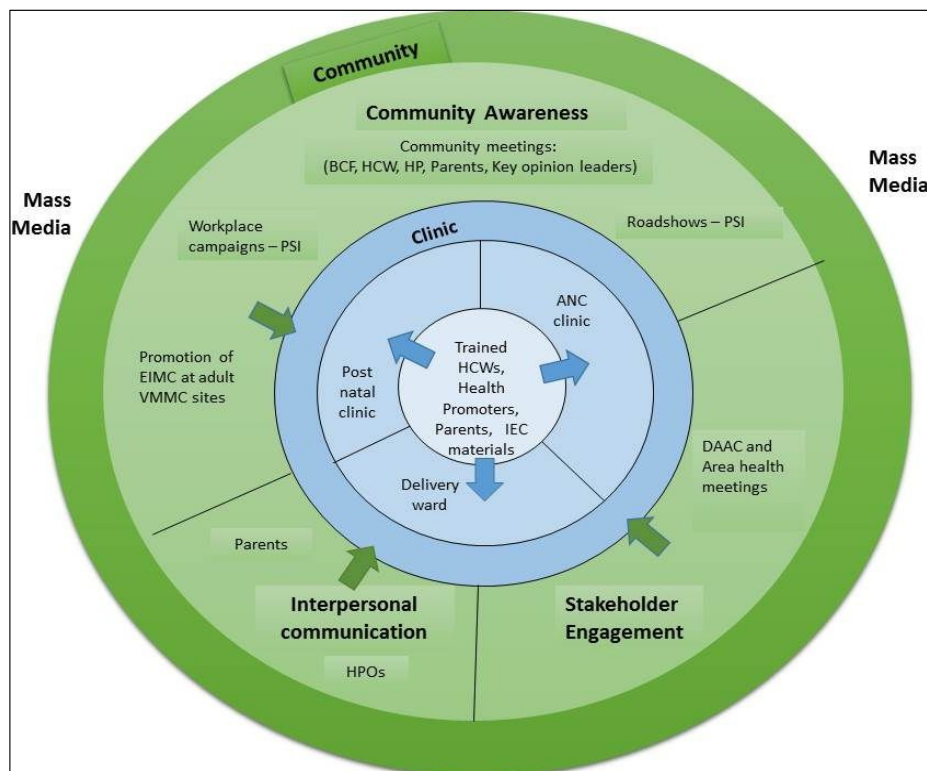 Community
Community Awareness
Community meetings:
(BCF, HCW, HP, Parents, Key opinion leaders)
Mass
Media
Mass
Media
Workplace
campaigns – PSI
Roadshows – PSI
Clinic
ANC
clinic
Trained
HCWs,
Health
Promoters,
Parents, IEC
materials
Post
natal
clinic
Promotion of
EIMC at adult
VMMC sites
Delivery
ward
DAAC and
Area health
meetings
Parents
Interpersonal
communication
HPOs
Stakeholder
Engagement